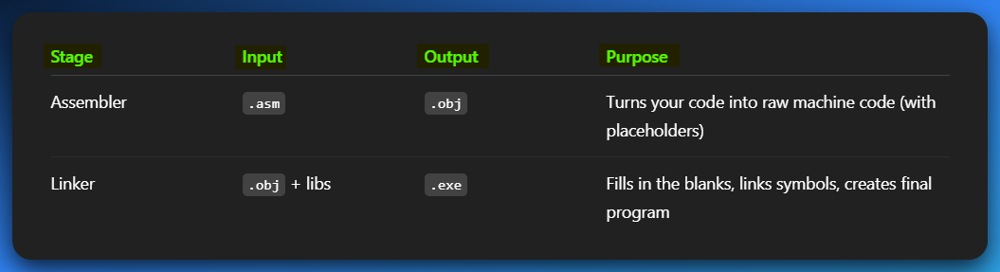 Stage Input Output Purpose
Assembler .asm .obj Turns your code into raw machine code (with
placeholders)
Linker .obj + libs .exe Fills in the blanks, links symbols, creates final
program